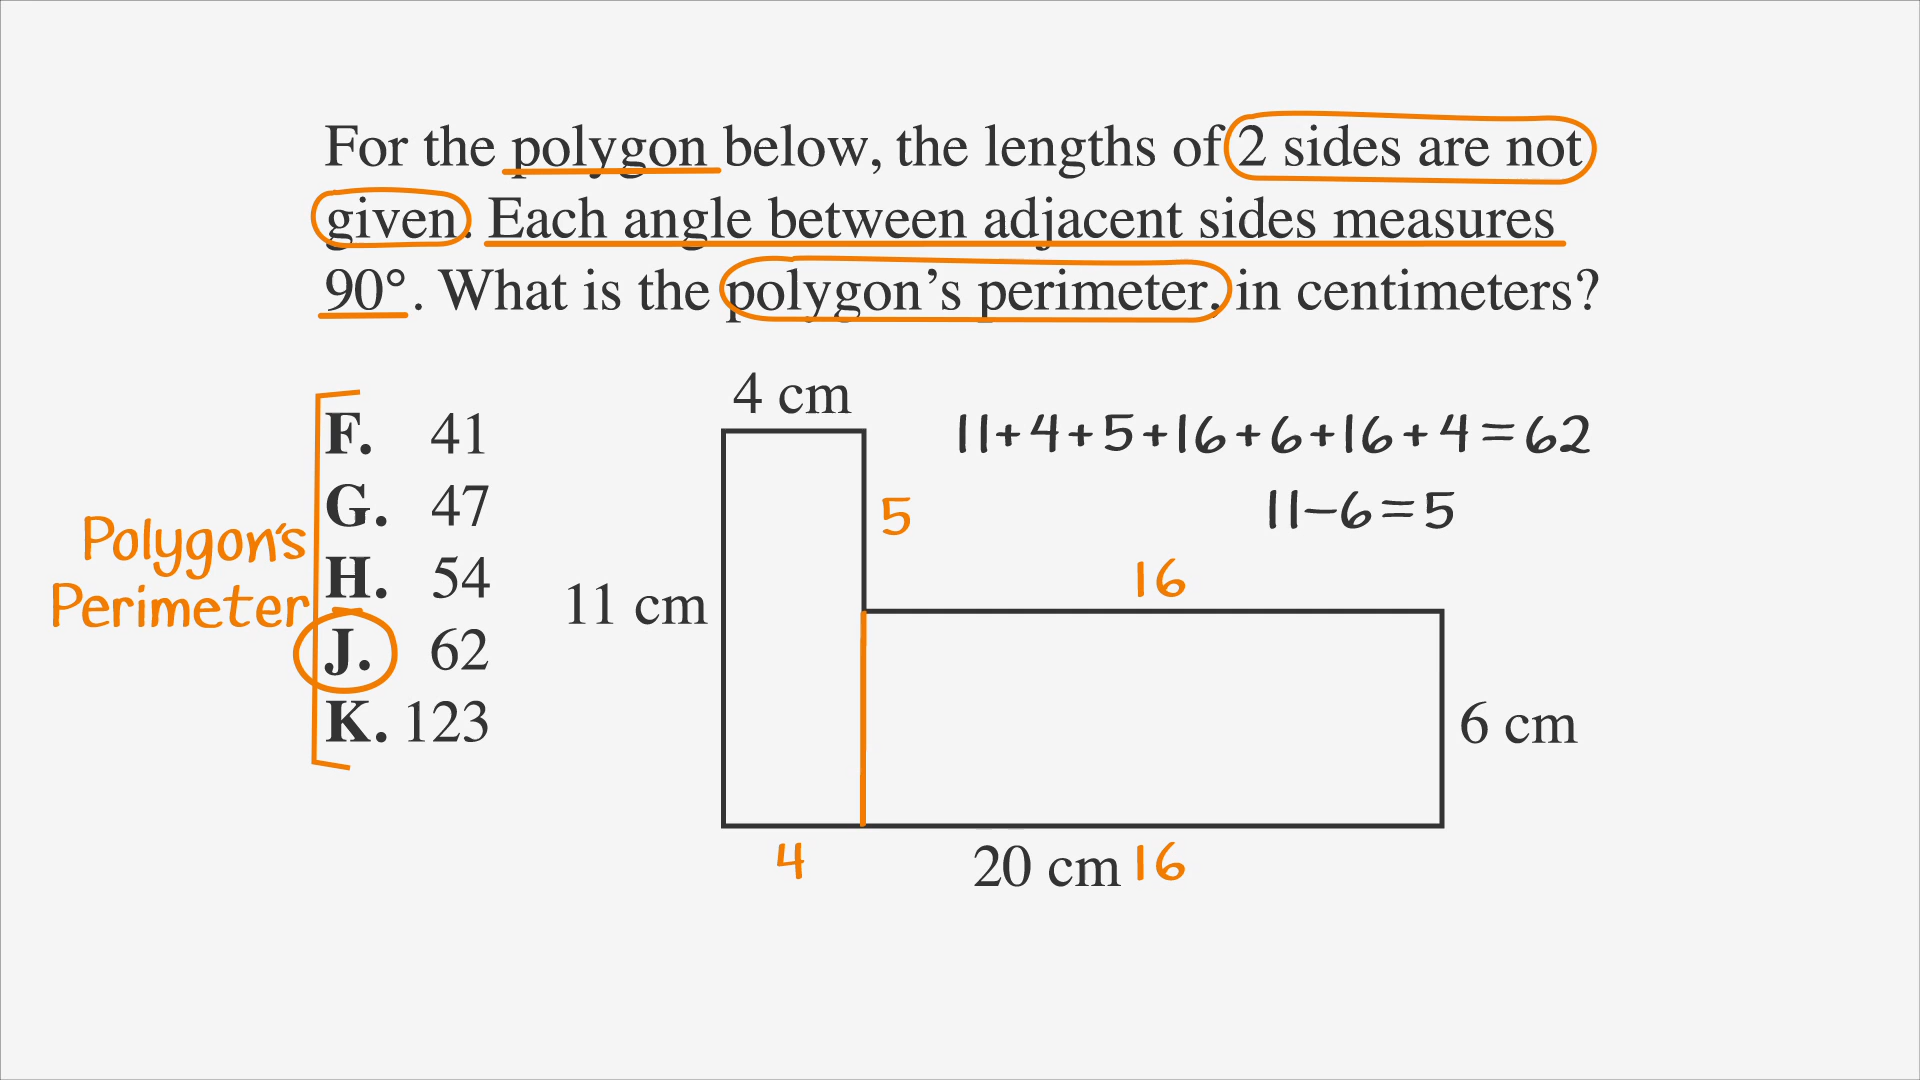 For the polygon below, the lengths of 2 sides are not
given. Each angle between adjacent sides measures
90°. What is the polygon’s perimeter, in centimeters?
Polygon's
Perimeter
F. 41
G. 47
H. 54
J. 62
K. 123
4 cm
11+4+5+16+6+16+4=62
11-6=5
5
16
11 cm
6 cm
4
20 cm
16